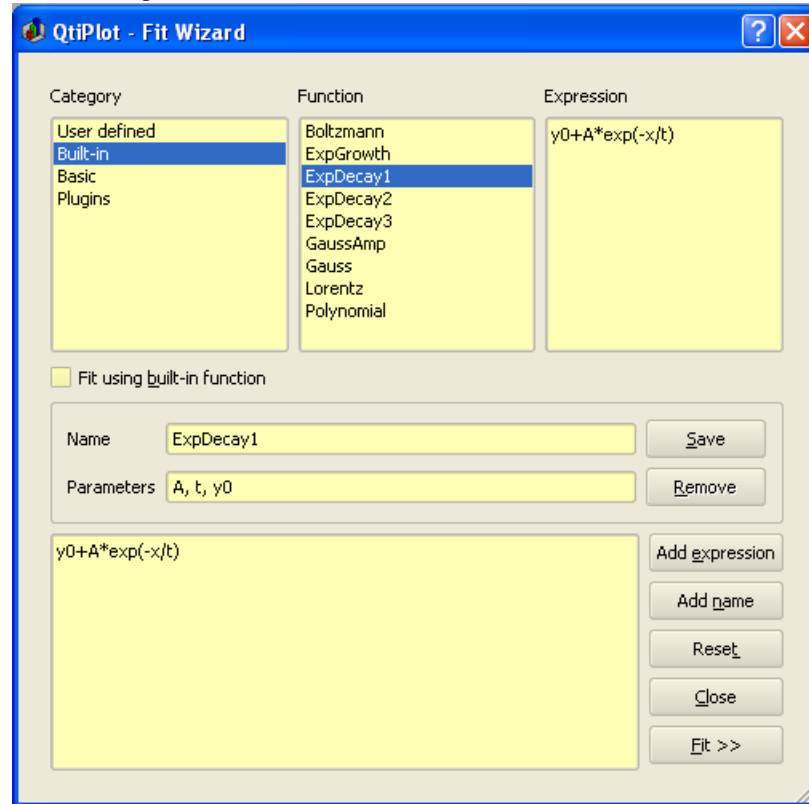 QtiPlot - Fit Wizard
Category
Function
Expression
User defined
Built-in
Basic
Plugins
Boltzmann
ExpGrowth
ExpDecay1
ExpDecay2
ExpDecay3
GaussAmp
Gauss
Lorentz
Polynomial
y0+A*exp(-x/t)
Fit using built-in function
Name
ExpDecay1
Save
Parameters
A, t, y0
Remove
y0+A*exp(-x/t)
Add expression
Add name
Reset
Close
Fit >>